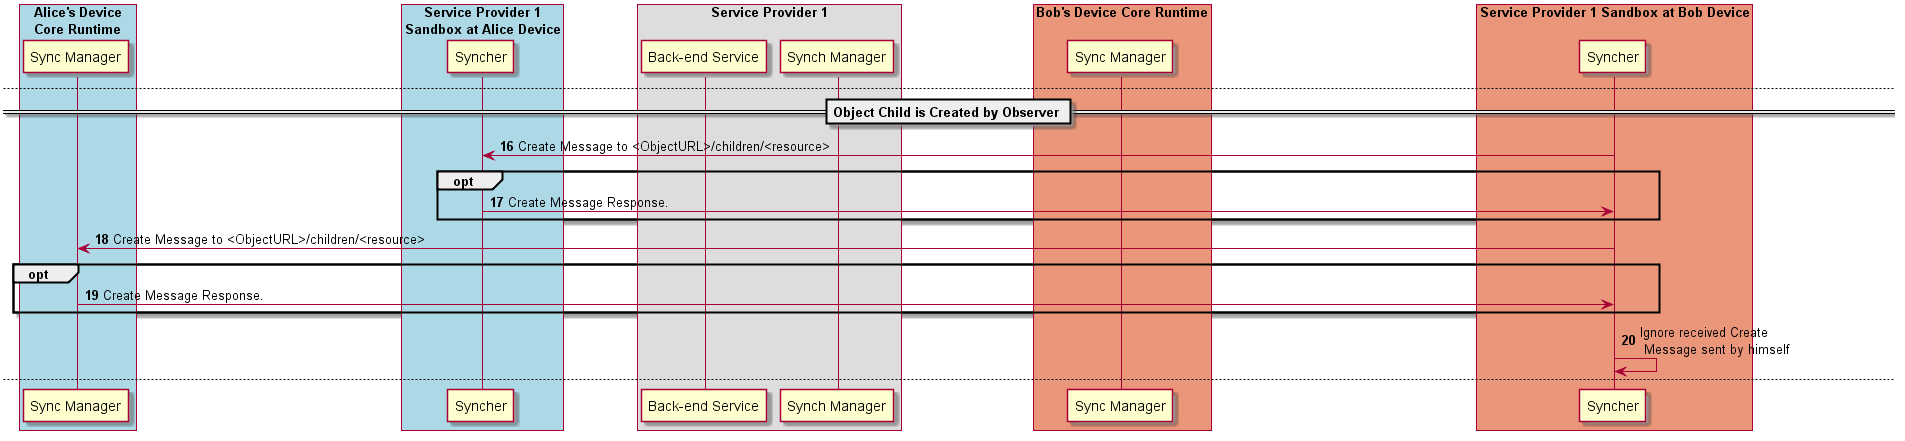 Alice's Device
Core Runtime
Service Provider 1
Sandbox at Alice Device
Service Provider 1
Bob's Device Core Runtime
Service Provider 1 Sandbox at Bob Device
Sync Manager
Syncher
Back-end Service
Synch Manager
Sync Manager
Syncher
Object Child is Created by Observer
16 Create Message to <ObjectURL>/children/<resource>
opt
17 Create Message Response.
18 Create Message to <ObjectURL>/children/<resource>
opt
19 Create Message Response.
20 Ignore received Create
Message sent by himself
Sync Manager
Syncher
Back-end Service
Synch Manager
Sync Manager
Syncher